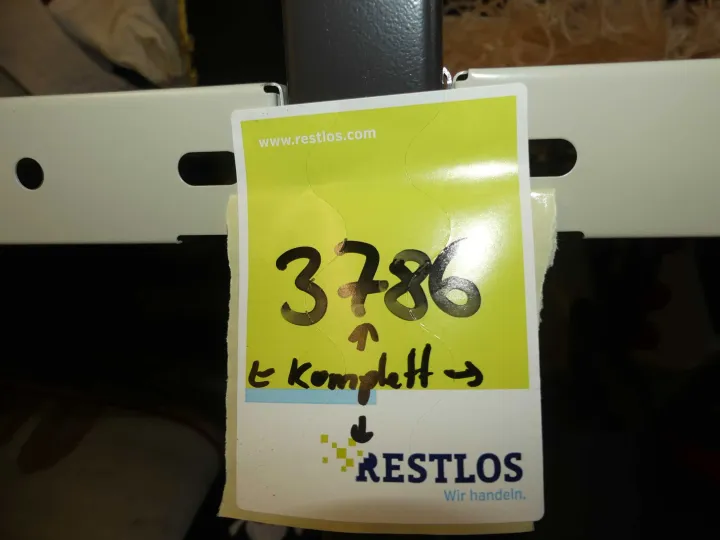 www.restlos.com
3786
↑
← Komplett →
↓
RESTLOS
Wir handeln.